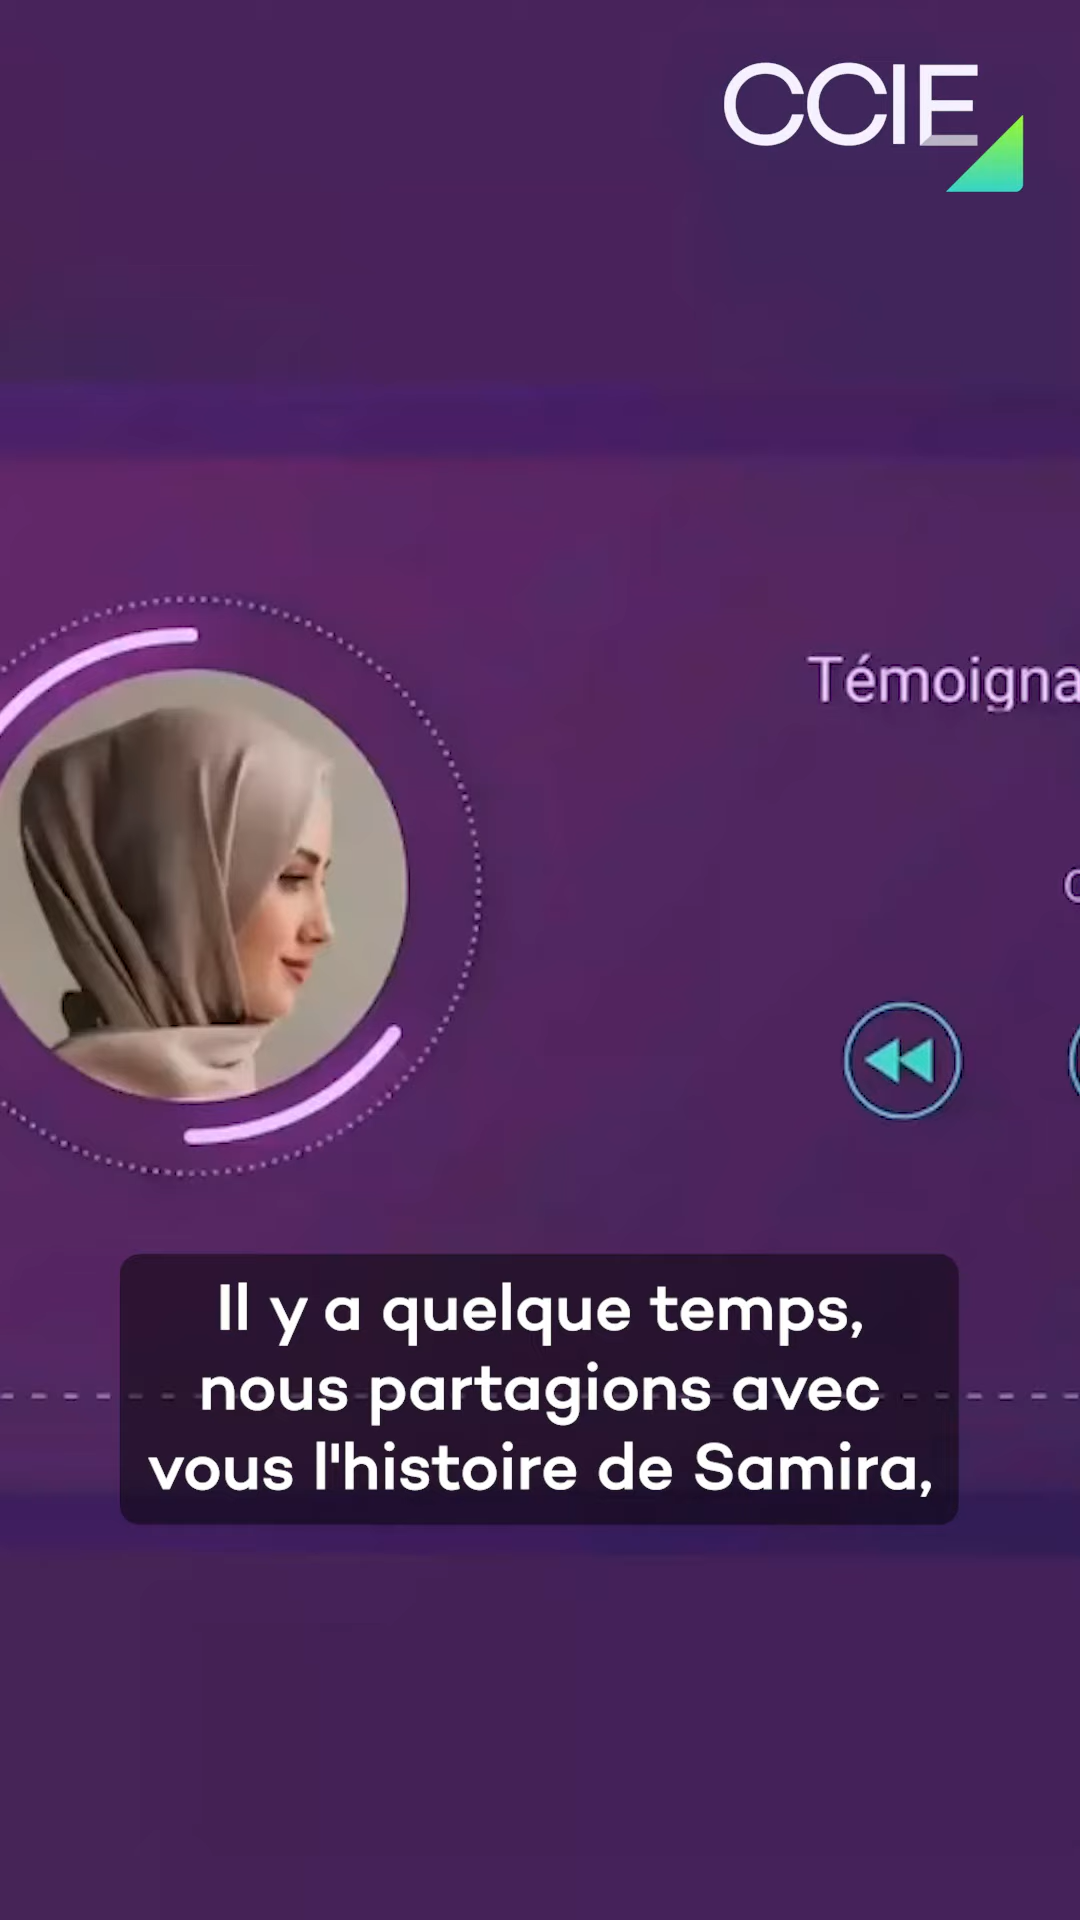 CCIE
Témoigna
Il y a quelque temps,
nous partagions avec
vous l'histoire de Samira,